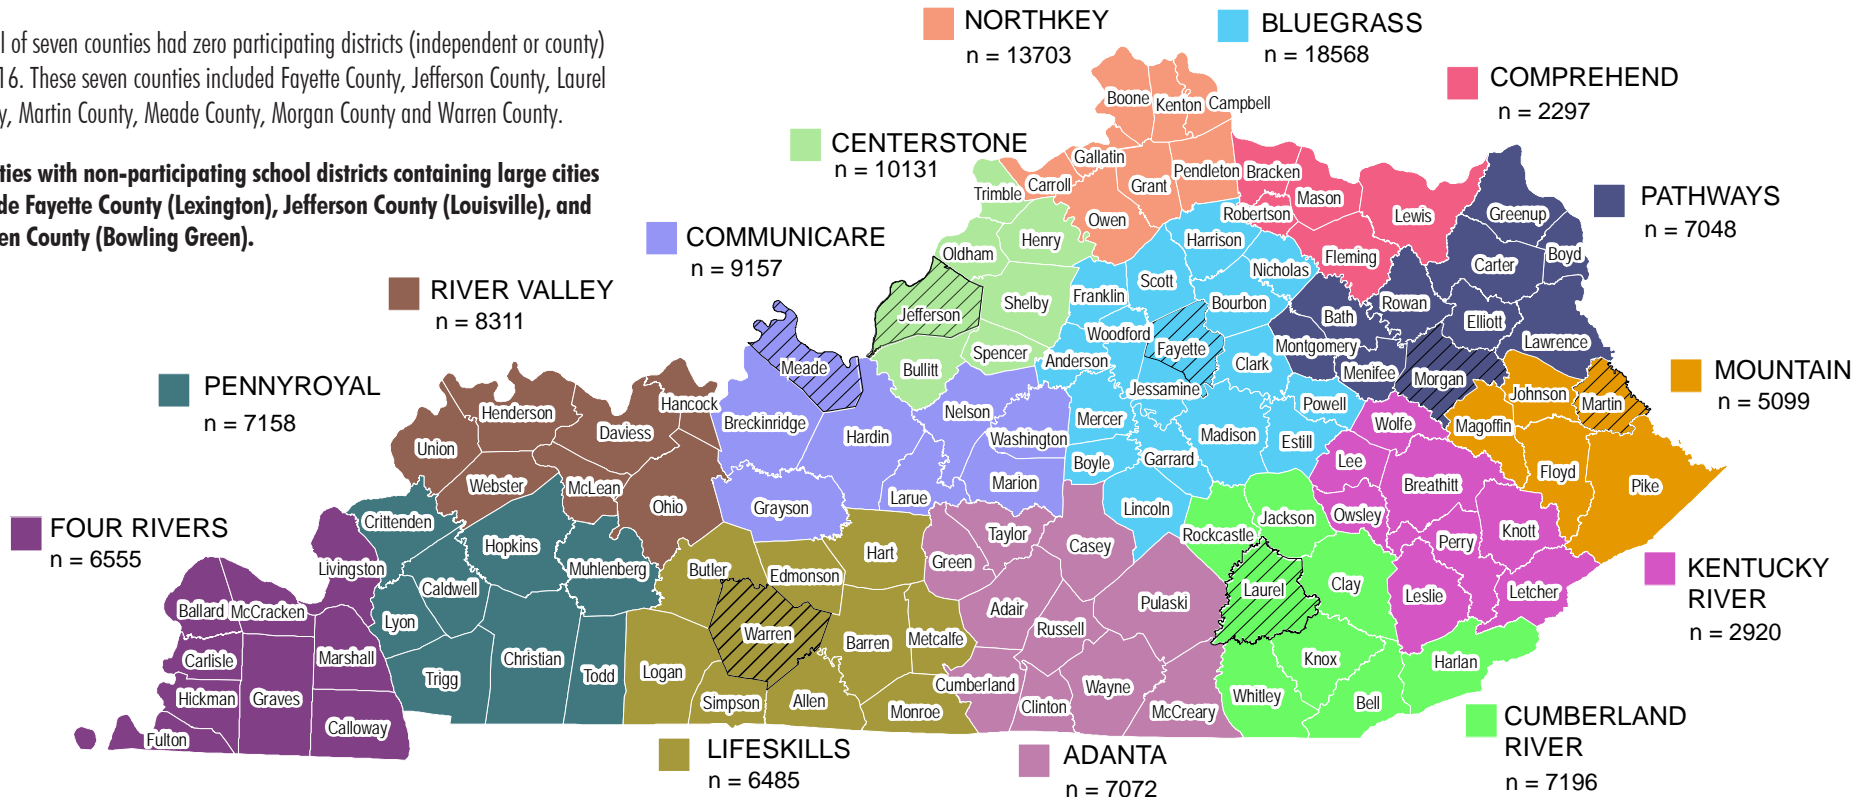 l of seven counties had zero participating districts (independent or county)
16. These seven counties included Fayette County, Jefferson County, Laurel
y, Martin County, Meade County, Morgan County and Warren County.
ties with non-participating school districts containing large cities
de Fayette County (Lexington), Jefferson County (Louisville), and
en County (Bowling Green).
NORTHKEY
n = 13703
BLUEGRASS
n = 18568
COMPREHEND
n = 2297
CENTERSTONE
n = 10131
PATHWAYS
n = 7048
COMMUNICARE
n = 9157
RIVER VALLEY
n = 8311
PENNYROYAL
n = 7158
MOUNTAIN
n = 5099
FOUR RIVERS
n = 6555
KENTUCKY
RIVER
n = 2920
CUMBERLAND
RIVER
n = 7196
LIFESKILLS
n = 6485
ADANTA
n = 7072
Boone
Kenton
Campbell
Gallatin
Carroll
Grant
Pendleton
Owen
Bracken
Mason
Robertson
Lewis
Fleming
Trimble
Henry
Oldham
Jefferson
Shelby
Spencer
Bullitt
Harrison
Nicholas
Scott
Franklin
Bourbon
Woodford
Fayette
Anderson
Clark
Jessamine
Powell
Mercer
Madison
Estill
Boyle
Garrard
Lincoln
Greenup
Boyd
Carter
Rowan
Bath
Elliott
Montgomery
Lawrence
Menifee
Morgan
Johnson
Martin
Magoffin
Floyd
Pike
Wolfe
Lee
Breathitt
Owsley
Perry
Knott
Leslie
Letcher
Meade
Breckinridge
Hardin
Nelson
Washington
Marion
Larue
Grayson
Hancock
Henderson
Daviess
Union
Webster
McLean
Ohio
Crittenden
Hopkins
Muhlenberg
Caldwell
Lyon
Trigg
Christian
Todd
Livingston
Ballard
McCracken
Carlisle
Marshall
Hickman
Graves
Calloway
Fulton
Butler
Edmonson
Hart
Warren
Barren
Metcalfe
Logan
Simpson
Allen
Monroe
Taylor
Green
Casey
Adair
Russell
Pulaski
Cumberland
Clinton
Wayne
McCreary
Rockcastle
Jackson
Laurel
Clay
Knox
Whitley
Bell
Harlan